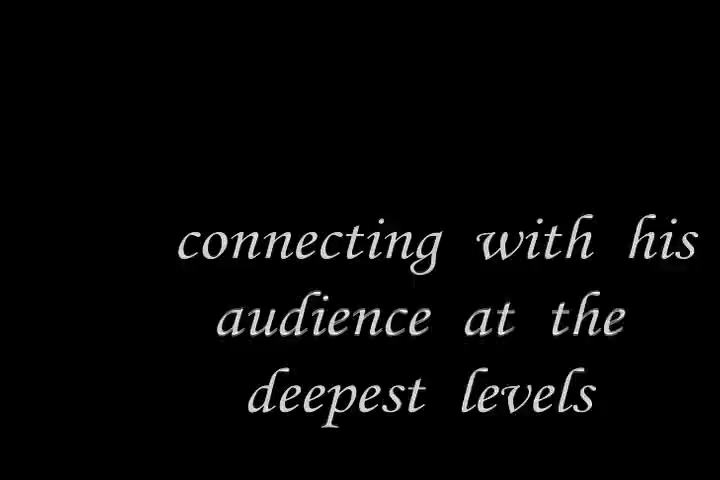 connecting with his
audience at the
deepest levels